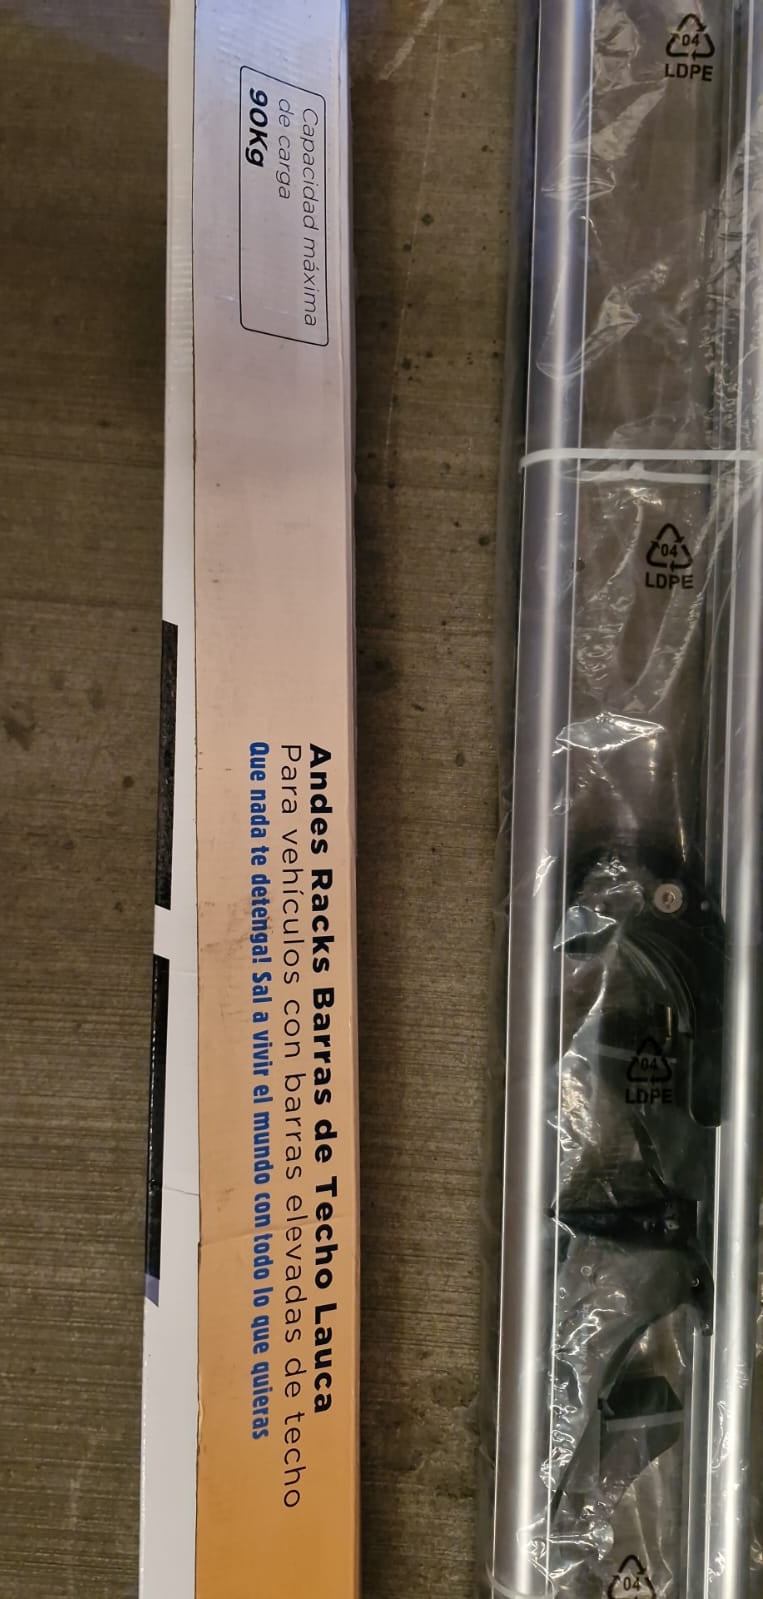 Capacidad máxima
de carga
90Kg
Andes Racks Barras de Techo Lauca
Para vehículos con barras elevadas de techo
Que nada te detenga! Sal a vivir el mundo con todo lo que quieras
04
LDPE
04
LDPE
04
LDPE
04